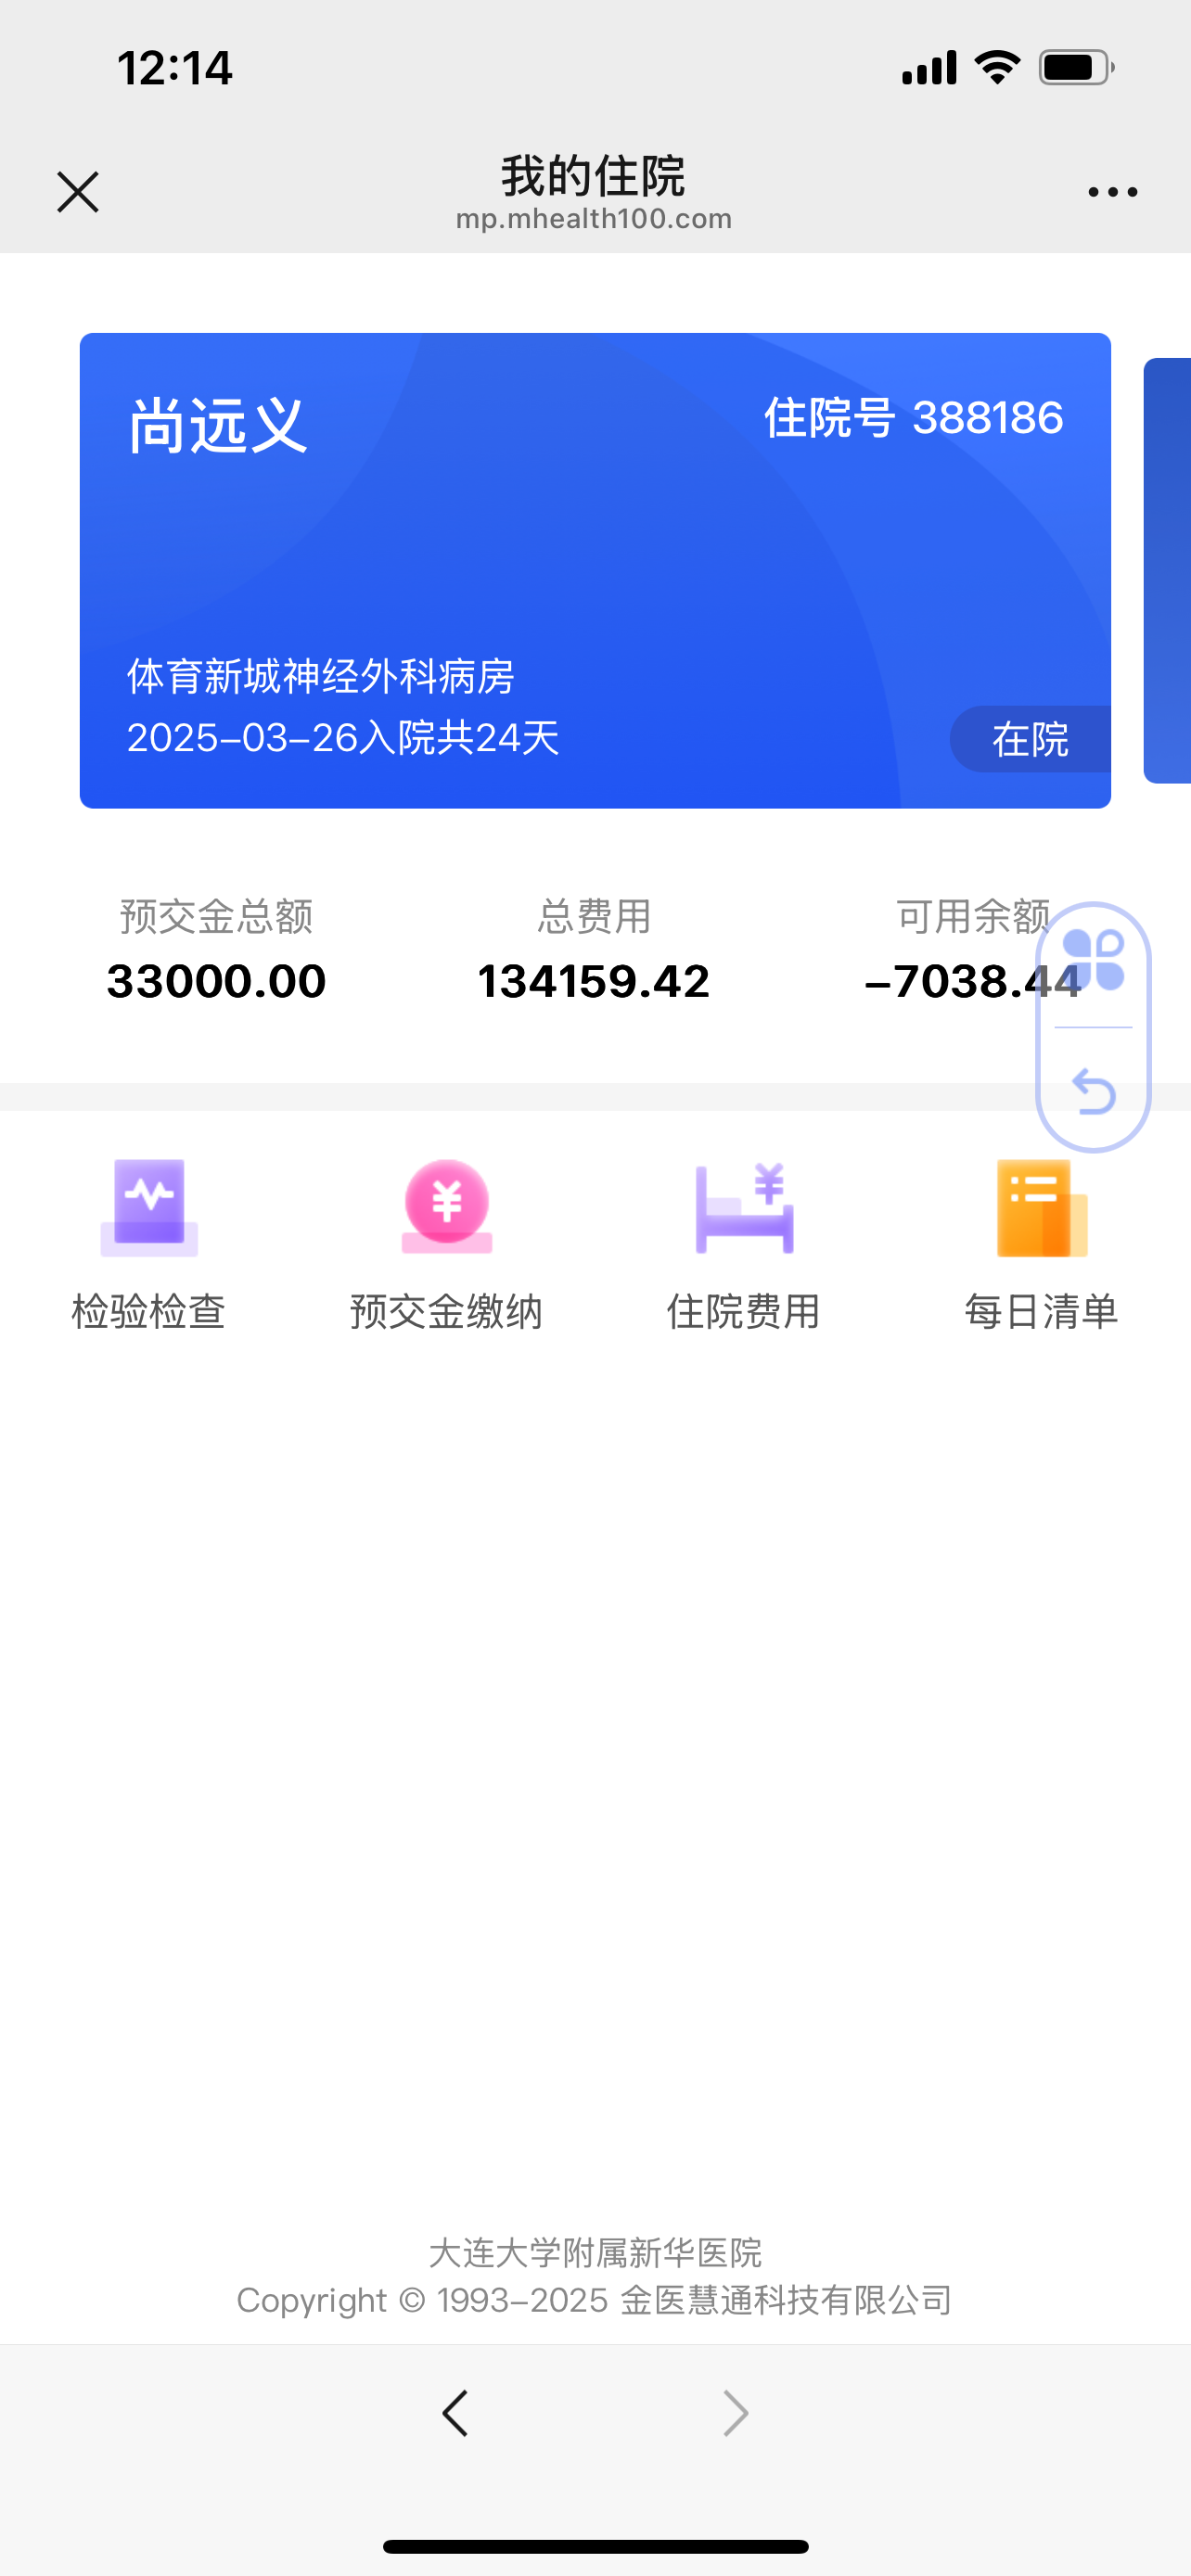 12:14
我的住院
mp.mhealth100.com
尚远义
住院号 388186
体育新城神经外科病房
2025-03-26入院共24天
在院
预交金总额
总费用
可用余额
33000.00
134159.42
-7038.44
检验检查
预交金缴纳
住院费用
每日清单
大连大学附属新华医院
Copyright © 1993-2025 金医慧通科技有限公司